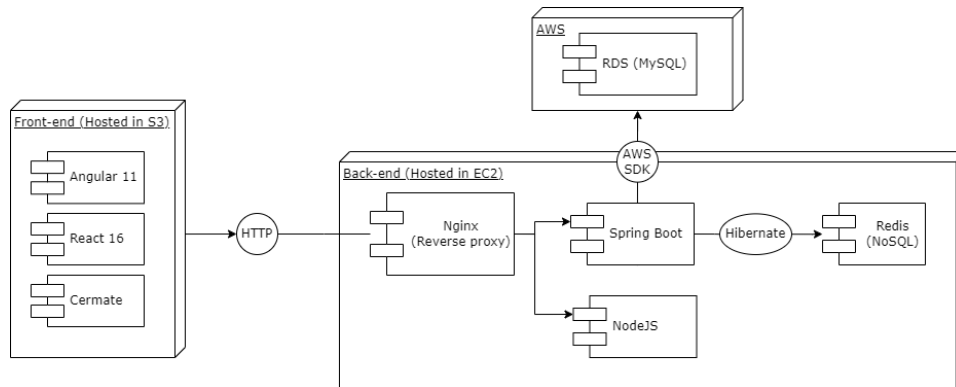 AWS
RDS (MySQL)
Front-end (Hosted in S3)
Angular 11
React 16
Cermate
HTTP
AWS
SDK
Back-end (Hosted in EC2)
Nginx
(Reverse proxy)
Spring Boot
Hibernate
Redis
(NoSQL)
NodeJS